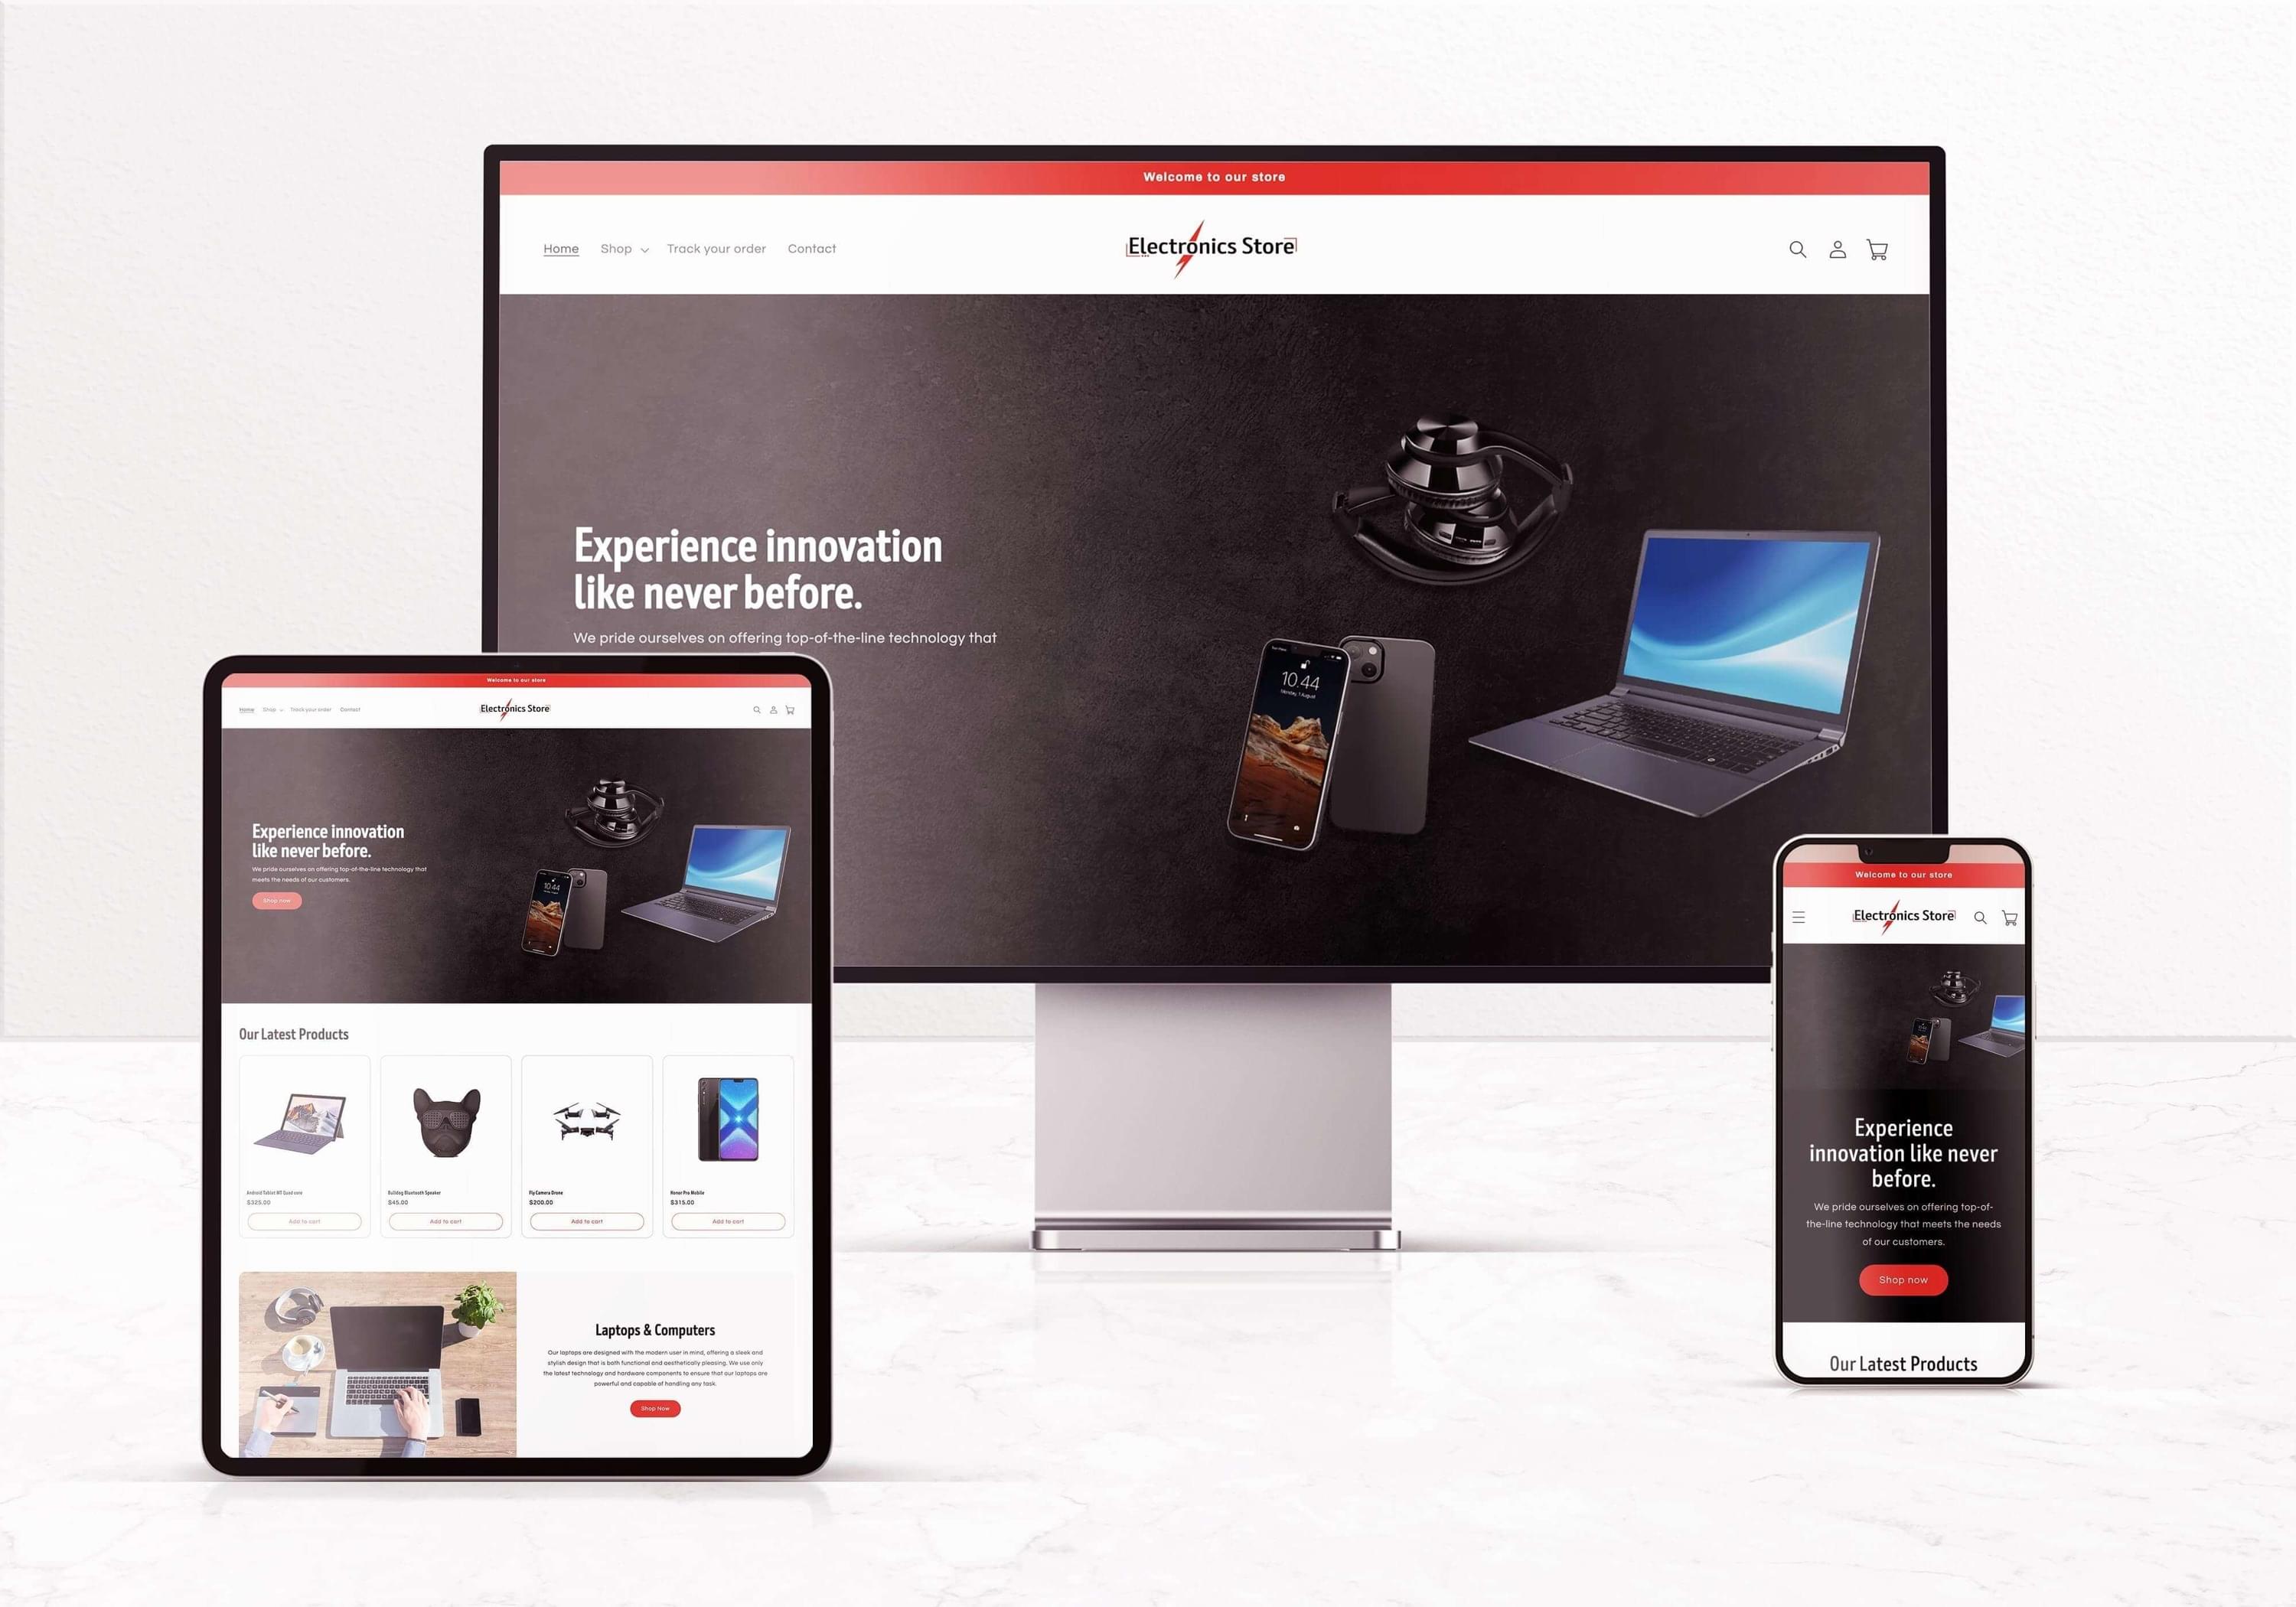 Welcome to our store
Home Shop Track your order Contact
Electronics Store
Experience innovation
like never before.
We pride ourselves on offering top-of-the-line technology that
10.44
Monday, 1 August
Welcome to our store
Home Shop Track your order Contact
Electronics Store
Experience innovation
like never before.
We pride ourselves on offering top-of-the-line technology that
meets the needs of our customers.
Shop now
10.44
Our Latest Products
Android Tablet
$325.00
Add to cart
Bulldog Bluetooth Speaker
$45.00
Add to cart
Fly Camera Drone
$200.00
Add to cart
Honor Pro Mobile
$315.00
Add to cart
Laptops & Computers
Our laptops are designed with the modern user in mind, offering a sleek and
stylish design that is both functional and aesthetically pleasing. We use only
the latest technology and hardware components to ensure that our laptops are
powerful and capable of handling any task.
Shop Now
Welcome to our store
Electronics Store
Experience
innovation like never
before.
We pride ourselves on offering top-of-
the-line technology that meets the needs
of our customers.
Shop now
Our Latest Products